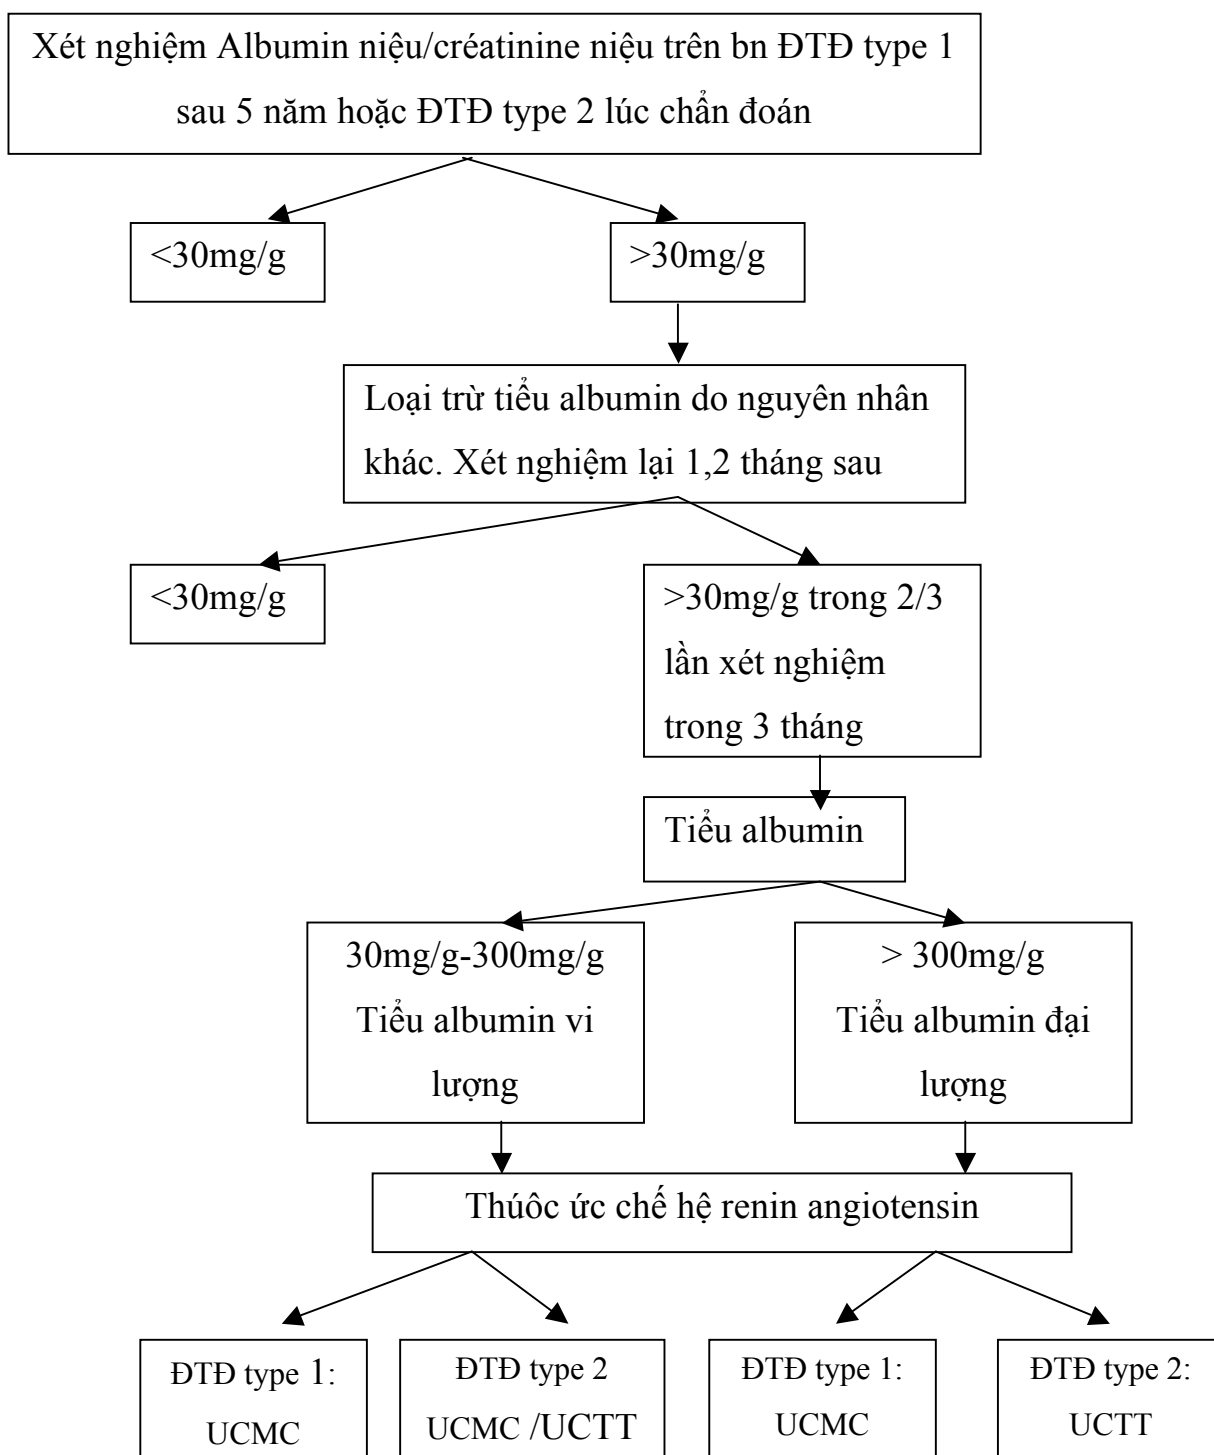 Xét nghiệm Albumin niệu/créatinine niệu trên bn ĐTĐ type 1
sau 5 năm hoặc ĐTĐ type 2 lúc chẩn đoán
<30mg/g
>30mg/g
Loại trừ tiểu albumin do nguyên nhân
khác. Xét nghiệm lại 1,2 tháng sau
<30mg/g
>30mg/g trong 2/3
lần xét nghiệm
trong 3 tháng
Tiểu albumin
30mg/g-300mg/g
Tiểu albumin vi
lượng
> 300mg/g
Tiểu albumin đại
lượng
Thúôc ức chế hệ renin angiotensin
ĐTĐ type 1:
UCMC
ĐTĐ type 2
UCMC /UCTT
ĐTĐ type 1:
UCMC
ĐTĐ type 2:
UCTT